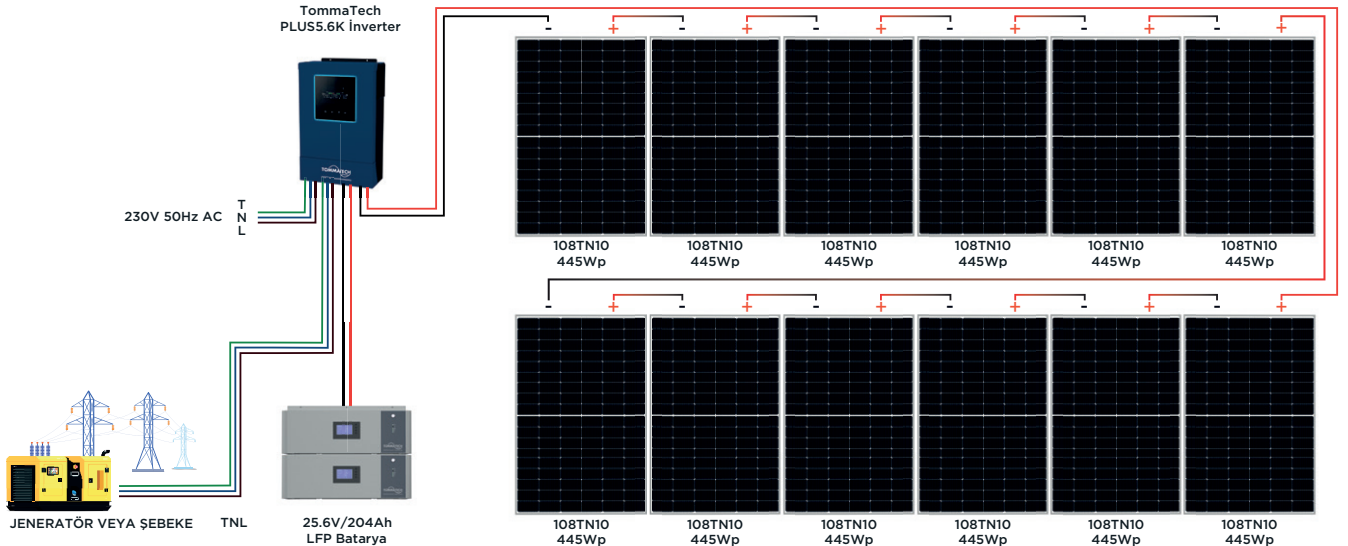 TommaTech
PLUS5.6K İnverter
- + - + - + - + - + - +
108TN10 108TN10 108TN10 108TN10 108TN10 108TN10
445Wp 445Wp 445Wp 445Wp 445Wp 445Wp
TOMMATECH
230V 50Hz AC
T
N
L
- + - + - + - + - + - +
108TN10 108TN10 108TN10 108TN10 108TN10 108TN10
445Wp 445Wp 445Wp 445Wp 445Wp 445Wp
JENERATÖR VEYA ŞEBEKE
TNL
25.6V/204Ah
LFP Batarya